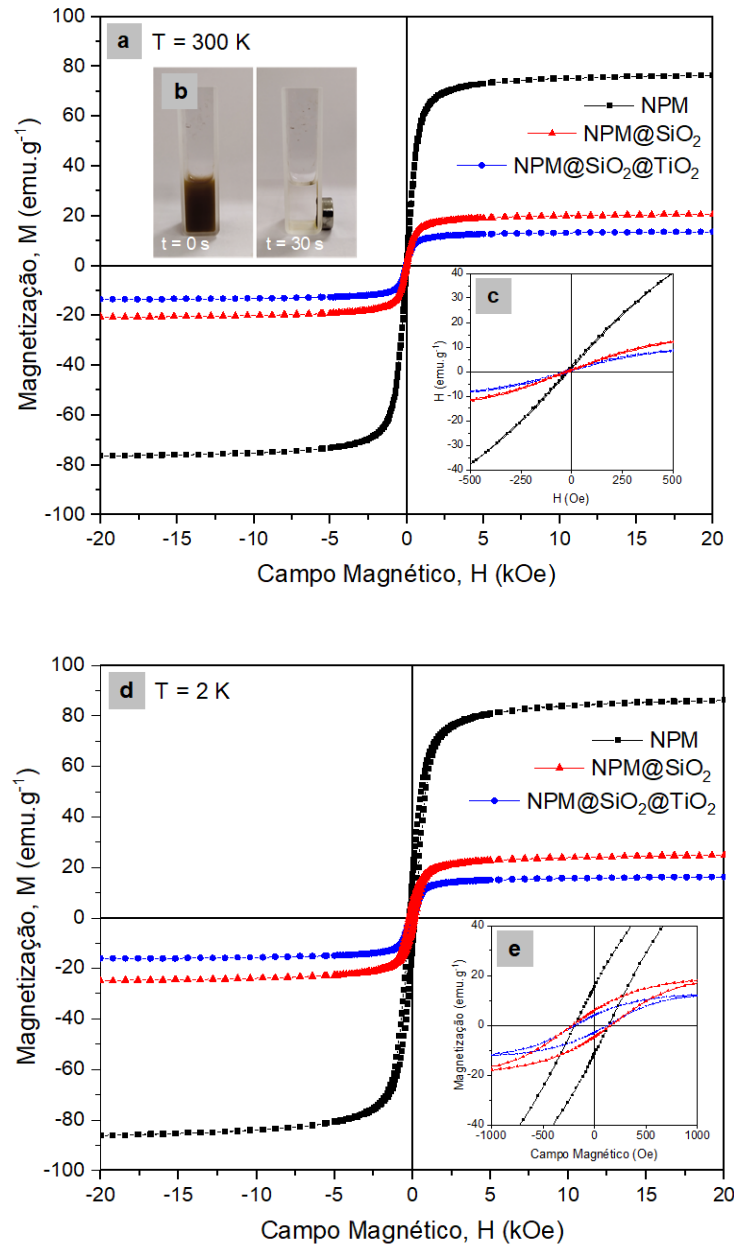 a T = 300 K
b
t = 0 s
t = 30 s
NPM
NPM@SiO₂
NPM@SiO₂@TiO₂
Magnetização, M (emu.g⁻¹)
100
80
60
40
20
0
-20
-40
-60
-80
-100
-20 -15 -10 -5 0 5 10 15 20
Campo Magnético, H (kOe)
c
H (emu.g⁻¹)
40
30
20
10
0
-10
-20
-30
-40
-500 -250 0 250 500
H (Oe)
d T = 2 K
NPM
NPM@SiO₂
NPM@SiO₂@TiO₂
Magnetização, M (emu.g⁻¹)
100
80
60
40
20
0
-20
-40
-60
-80
-100
-20 -15 -10 -5 0 5 10 15 20
Campo Magnético, H (kOe)
e
Magnetização (emu.g⁻¹)
40
20
0
-20
-40
-1000 -500 0 500 1000
Campo Magnético (Oe)